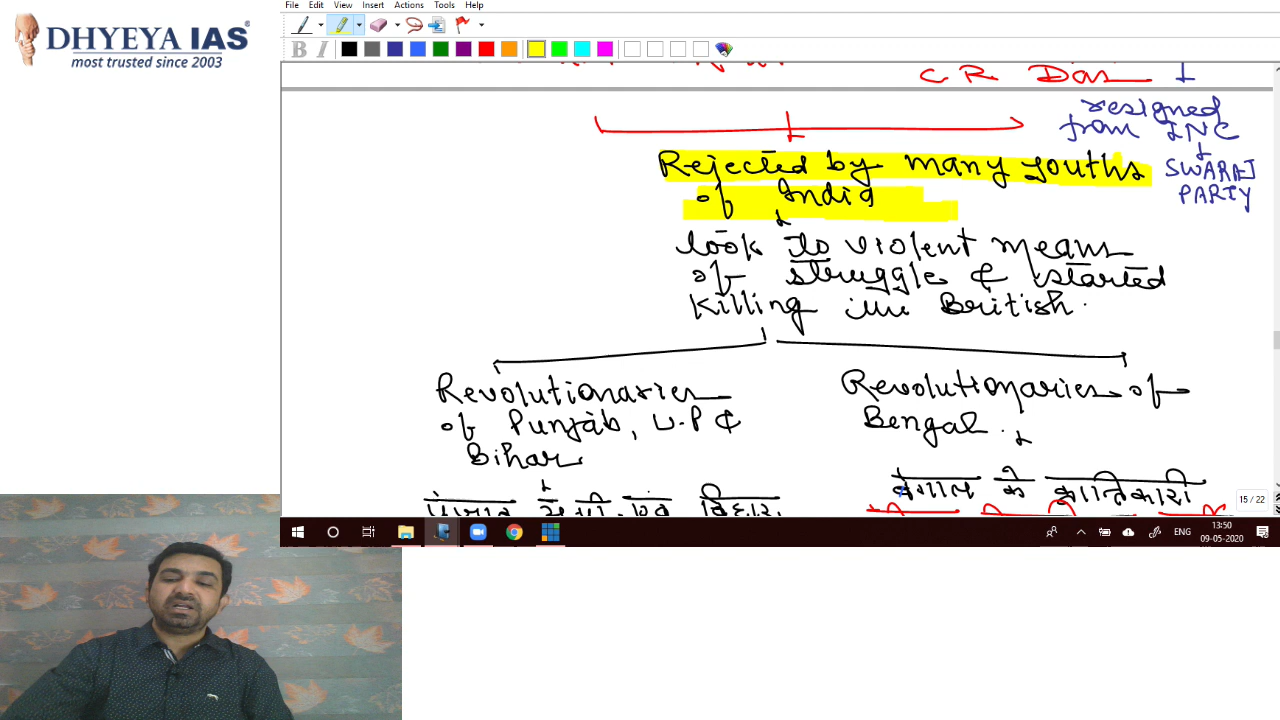 DHYEYA IAS®
most trusted since 2003
File Edit View Insert Actions Tools Help
B I
C.R. Das
resigned
from INC
SWARAJ
PARTY
Rejected by many youths
of India
took to violent means
of struggle & started
killing the British.
Revolutionaries
of Punjab, U.P &
Bihar
Revolutionaries of
Bengal.
बंगाल के क्रान्तिकारी
15 / 22
ENG
13:50
09-05-2020